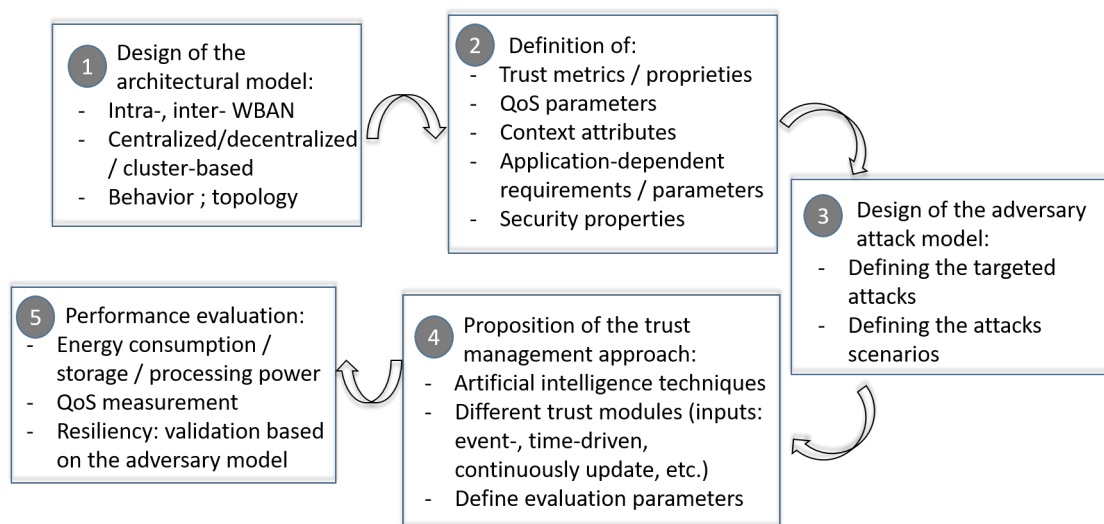 1 Design of the
architectural model:
- Intra-, inter- WBAN
- Centralized/decentralized
/ cluster-based
- Behavior ; topology
2 Definition of:
- Trust metrics / proprieties
- QoS parameters
- Context attributes
- Application-dependent
requirements / parameters
- Security properties
3 Design of the adversary
attack model:
- Defining the targeted
attacks
- Defining the attacks
scenarios
4 Proposition of the trust
management approach:
- Artificial intelligence techniques
- Different trust modules (inputs:
event-, time-driven,
continuously update, etc.)
- Define evaluation parameters
5 Performance evaluation:
- Energy consumption /
storage / processing power
- QoS measurement
- Resiliency: validation based
on the adversary model